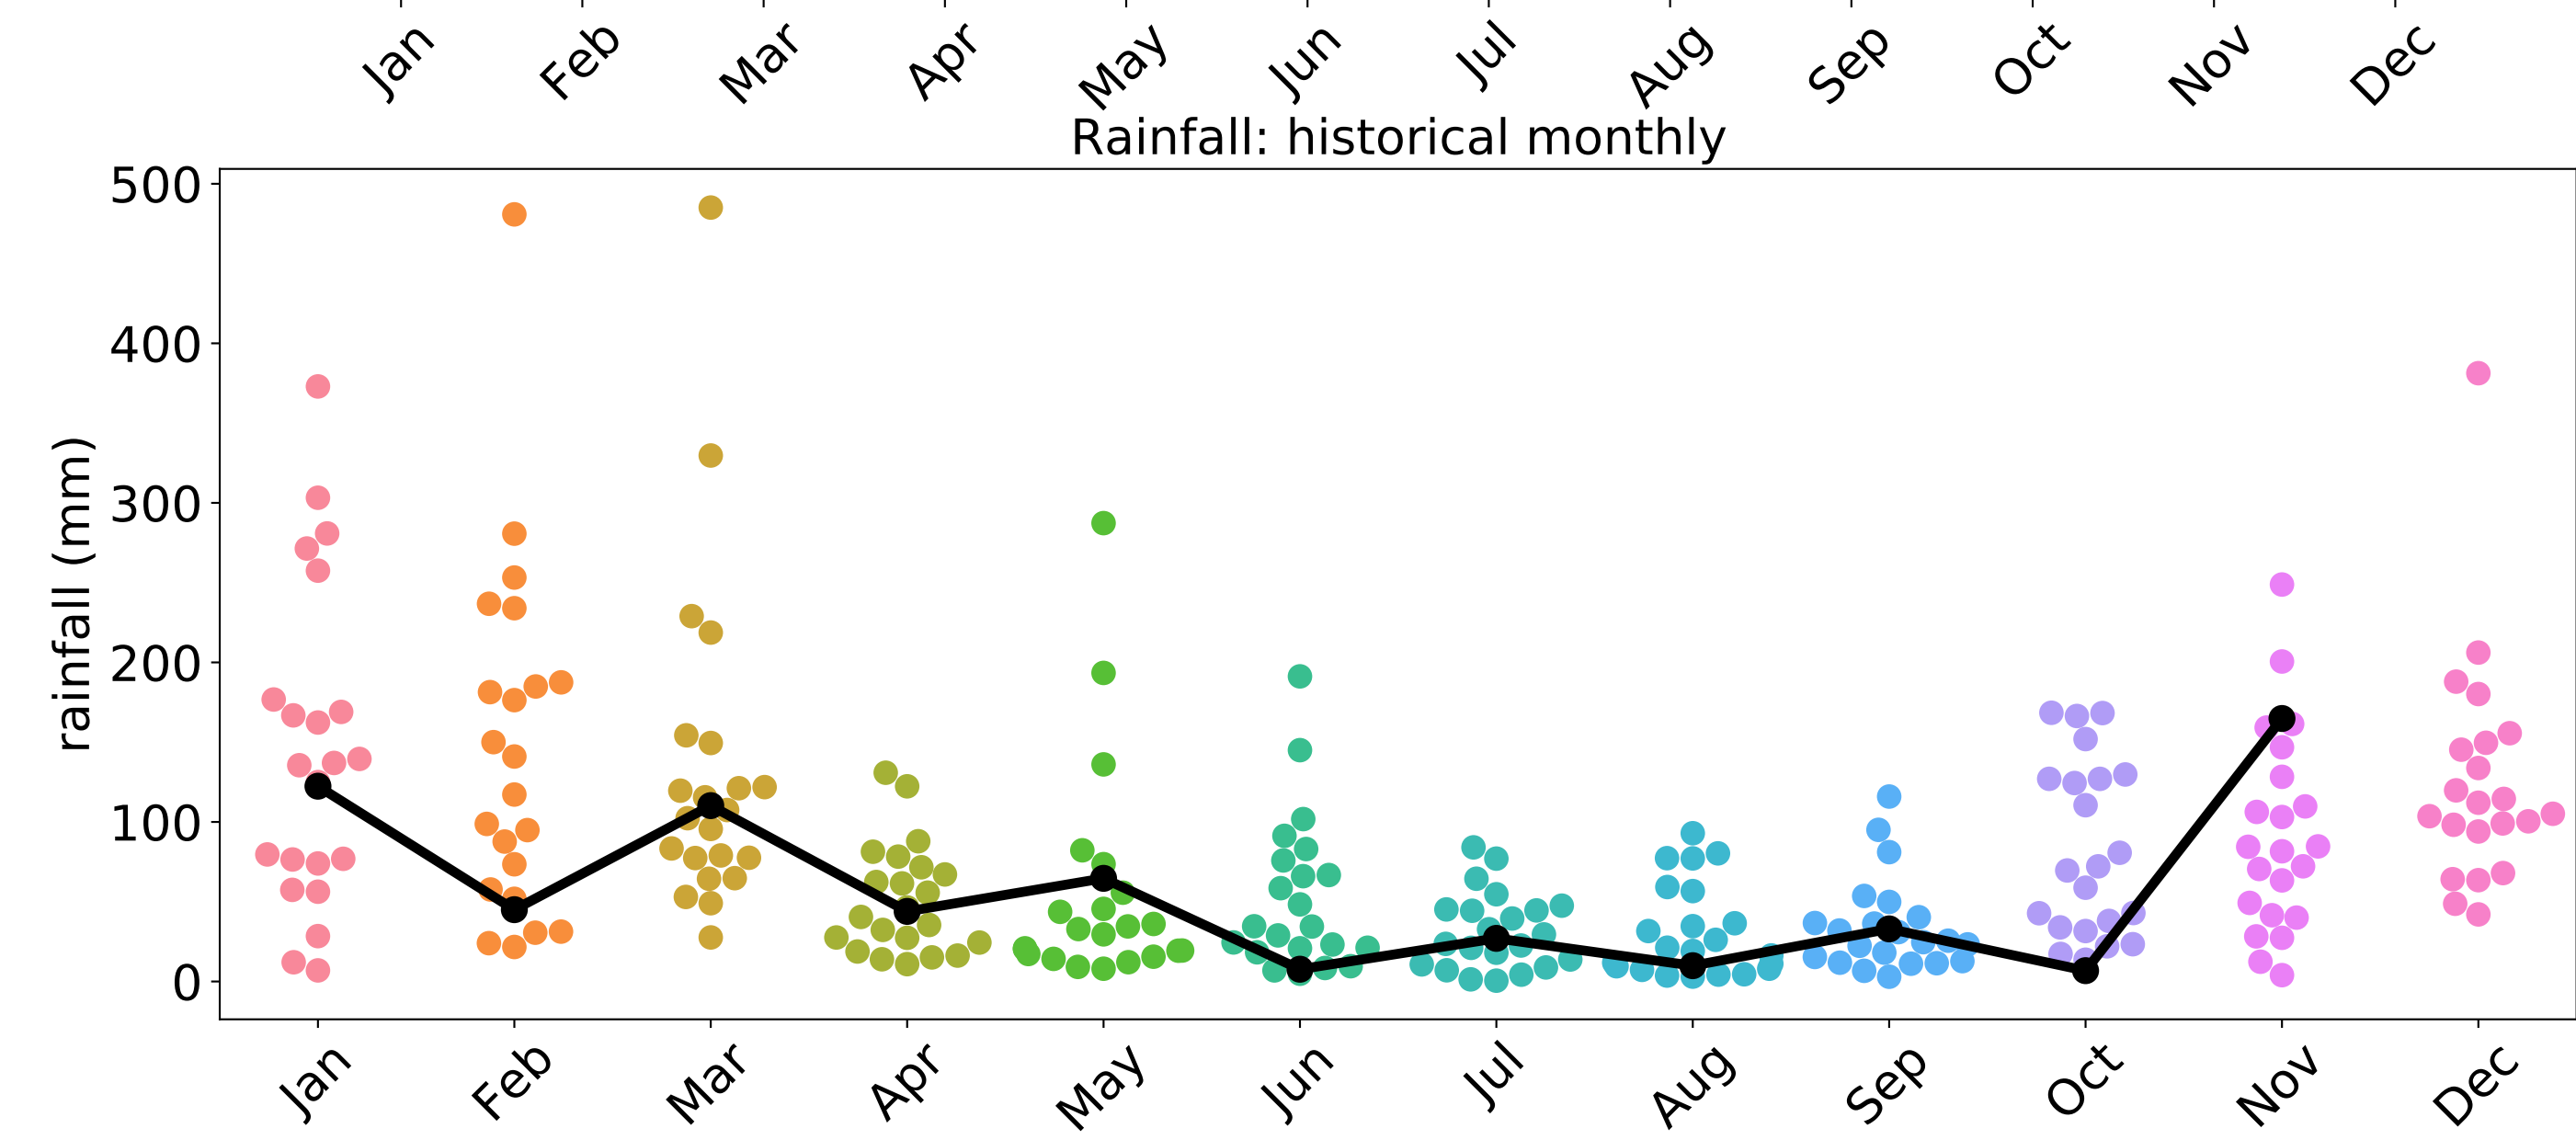 Jan Feb Mar Apr May Jun Jul Aug Sep Oct Nov Dec
Rainfall: historical monthly
500
400
300
200
100
0
rainfall (mm)
Jan Feb Mar Apr May Jun Jul Aug Sep Oct Nov Dec